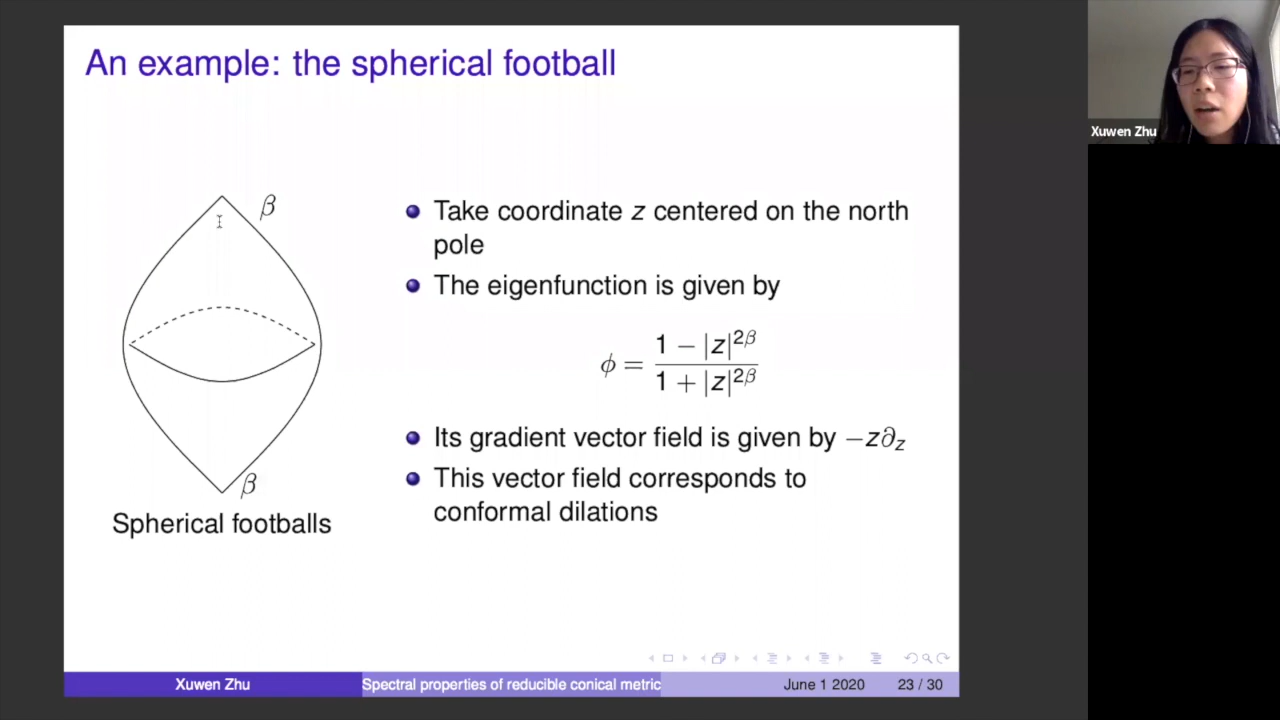 An example: the spherical football
β
β
Spherical footballs
Take coordinate z centered on the north
pole
The eigenfunction is given by
ϕ = (1 − |z|^{2β}) / (1 + |z|^{2β})
Its gradient vector field is given by −z∂_z
This vector field corresponds to
conformal dilations
Xuwen Zhu
Spectral properties of reducible conical metric
June 1 2020
23 / 30
Xuwen Zhu